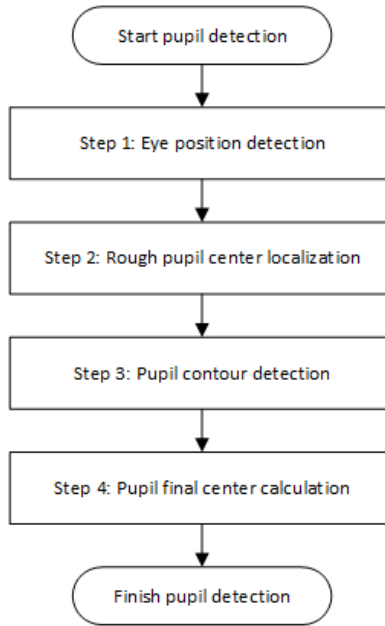 Start pupil detection
Step 1: Eye position detection
Step 2: Rough pupil center localization
Step 3: Pupil contour detection
Step 4: Pupil final center calculation
Finish pupil detection